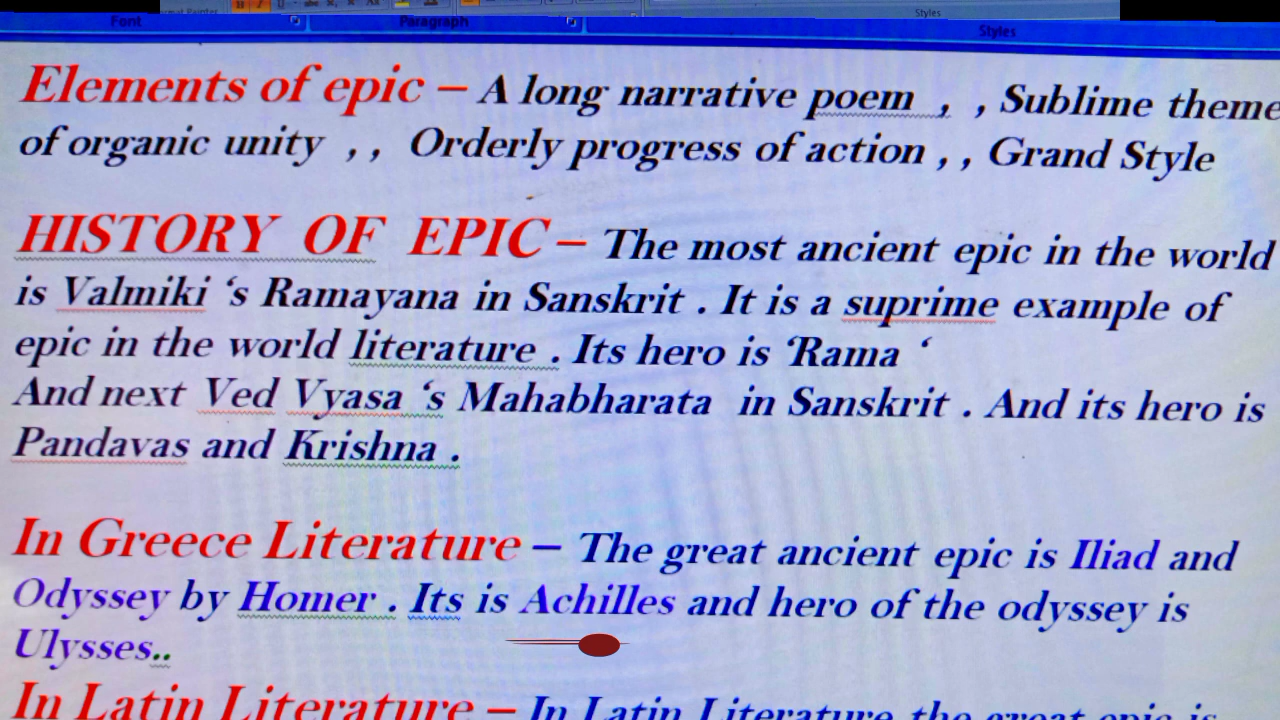 Font Paragraph Styles
Styles
Elements of epic – A long narrative poem , , Sublime theme
of organic unity , , Orderly progress of action , , Grand Style
HISTORY OF EPIC – The most ancient epic in the world
is Valmiki ‘s Ramayana in Sanskrit . It is a suprime example of
epic in the world literature . Its hero is ‘Rama ‘
And next Ved Vyasa ‘s Mahabharata in Sanskrit . And its hero is
Pandavas and Krishna .
In Greece Literature – The great ancient epic is Iliad and
Odyssey by Homer . Its is Achilles and hero of the odyssey is
Ulysses..
In Latin Literature – In Latin Literature the great epic is